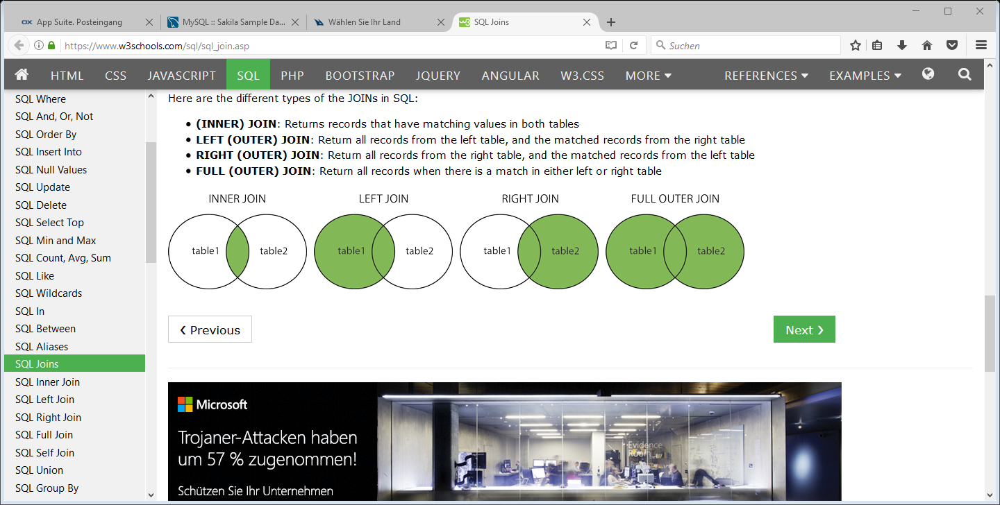 App Suite. Posteingang
MySQL :: Sakila Sample Da...
Wählen Sie Ihr Land
SQL Joins
https://www.w3schools.com/sql/sql_join.asp
Suchen
HTML CSS JAVASCRIPT SQL PHP BOOTSTRAP JQUERY ANGULAR W3.CSS MORE REFERENCES EXAMPLES
SQL Where
SQL And, Or, Not
SQL Order By
SQL Insert Into
SQL Null Values
SQL Update
SQL Delete
SQL Select Top
SQL Min and Max
SQL Count, Avg, Sum
SQL Like
SQL Wildcards
SQL In
SQL Between
SQL Aliases
SQL Joins
SQL Inner Join
SQL Left Join
SQL Right Join
SQL Full Join
SQL Self Join
SQL Union
SQL Group By
Here are the different types of the JOINs in SQL:
(INNER) JOIN: Returns records that have matching values in both tables
LEFT (OUTER) JOIN: Return all records from the left table, and the matched records from the right table
RIGHT (OUTER) JOIN: Return all records from the right table, and the matched records from the left table
FULL (OUTER) JOIN: Return all records when there is a match in either left or right table
INNER JOIN LEFT JOIN RIGHT JOIN FULL OUTER JOIN
table1 table2 table1 table2 table1 table2 table1 table2
❮ Previous
Next ❯
Microsoft
Trojaner-Attacken haben
um 57 % zugenommen!
Schützen Sie Ihr Unternehmen
Evidence
Room